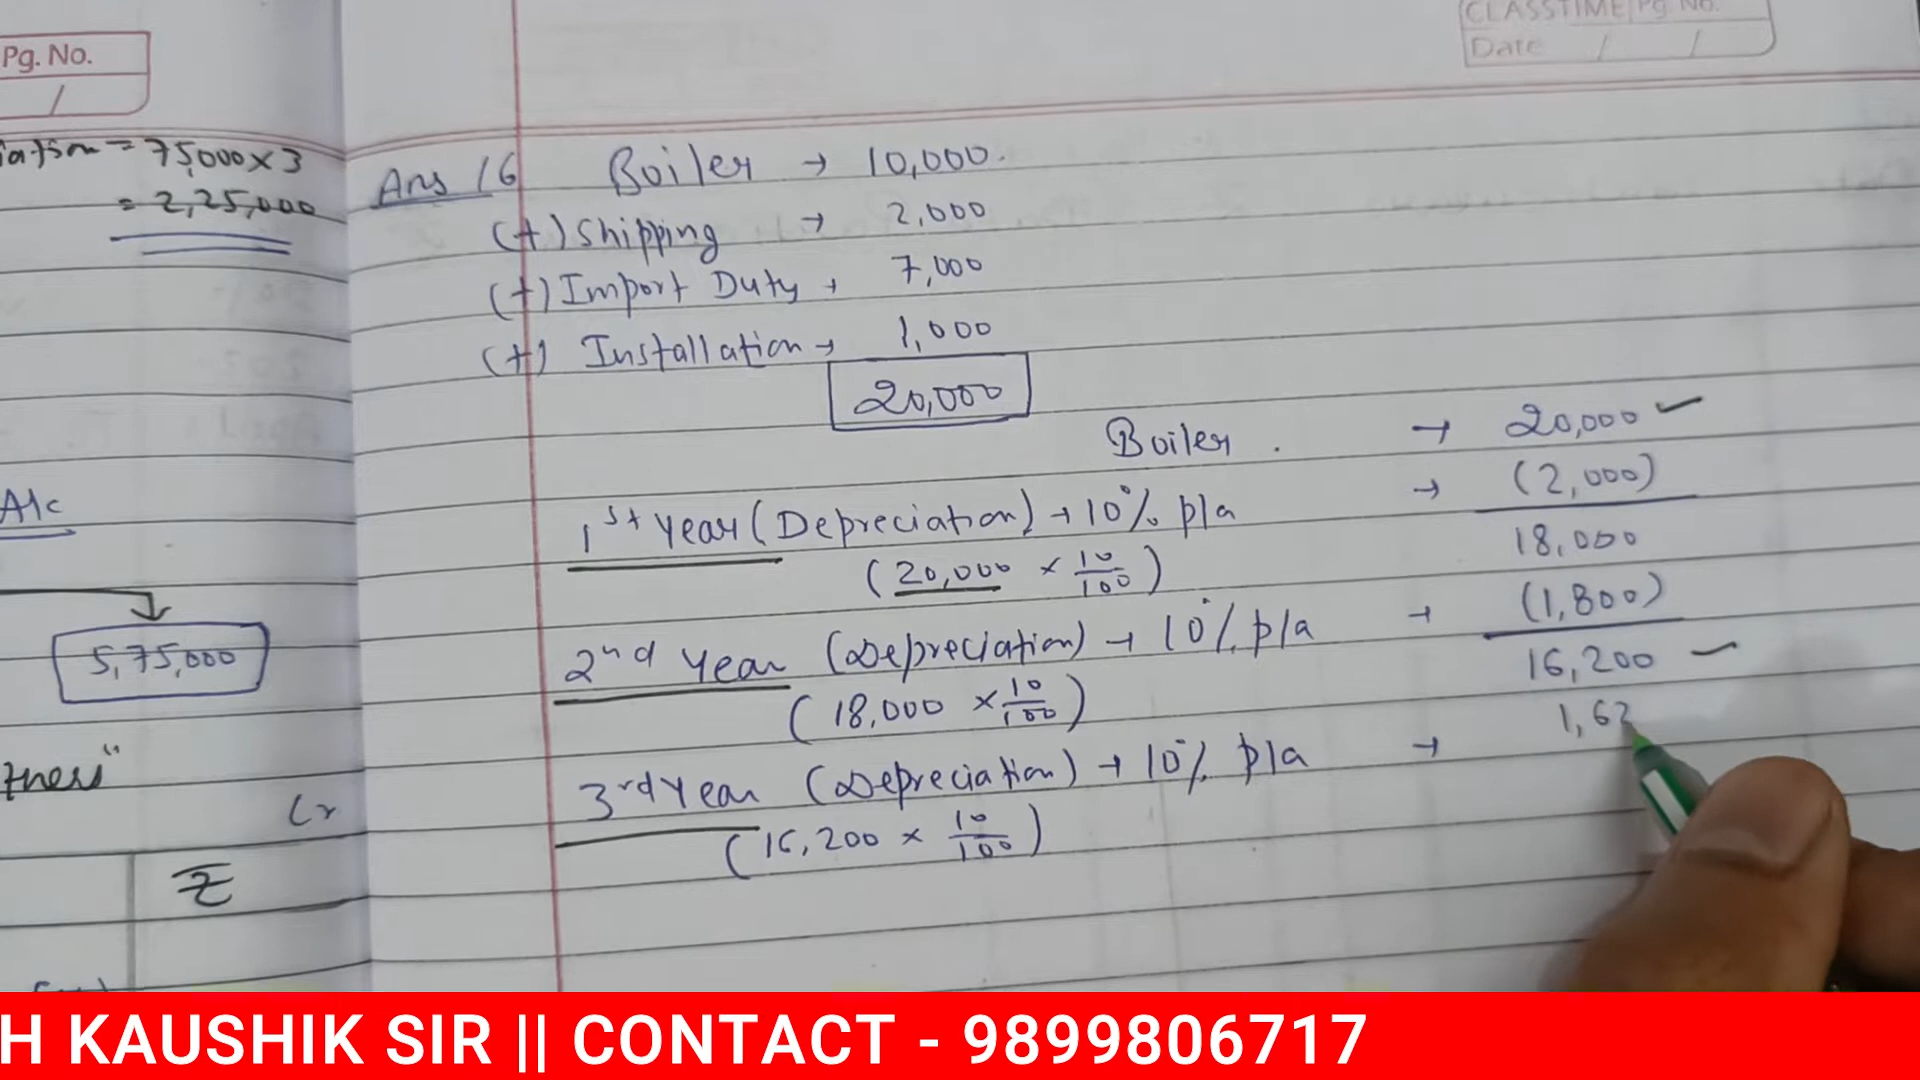 Pg. No.
/
CLASSTIME Pg. No.
Date / /
iation = 75,000 x 3
= 2,25,000
A/c
5,75,000
Cr
₹
Ans 16 Boiler → 10,000.
(+) Shipping → 2,000
(+) Import Duty → 7,000
(+) Installation → 1,000
20,000
Boiler . → 20,000
1st Year (Depreciation) → 10% p/a → (2,000)
18,000
(20,000 × 10/100)
2nd Year (Depreciation) → 10% p/a → (1,800)
16,200
(18,000 × 10/100)
3rd Year (Depreciation) → 10% p/a → 1,62
(16,200 × 10/100)
H KAUSHIK SIR || CONTACT - 9899806717